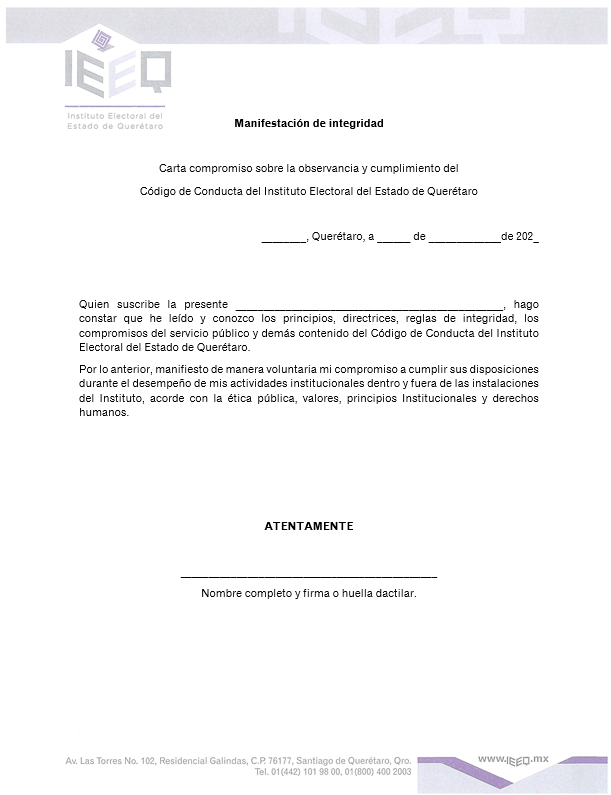 IEEQ
Instituto Electoral del
Estado de Querétaro
Manifestación de integridad
Carta compromiso sobre la observancia y cumplimiento del
Código de Conducta del Instituto Electoral del Estado de Querétaro
________, Querétaro, a ______ de _____________de 202_
Quien suscribe la presente ________________________________________________, hago
constar que he leído y conozco los principios, directrices, reglas de integridad, los
compromisos del servicio público y demás contenido del Código de Conducta del Instituto
Electoral del Estado de Querétaro.
Por lo anterior, manifiesto de manera voluntaria mi compromiso a cumplir sus disposiciones
durante el desempeño de mis actividades institucionales dentro y fuera de las instalaciones
del Instituto, acorde con la ética pública, valores, principios Institucionales y derechos
humanos.
ATENTAMENTE
______________________________________________
Nombre completo y firma o huella dactilar.
Av. Las Torres No. 102, Residencial Galindas, C.P. 76177, Santiago de Querétaro, Qro.
Tel. 01(442) 101 98 00, 01(800) 400 2003
www.IEEQ.mx